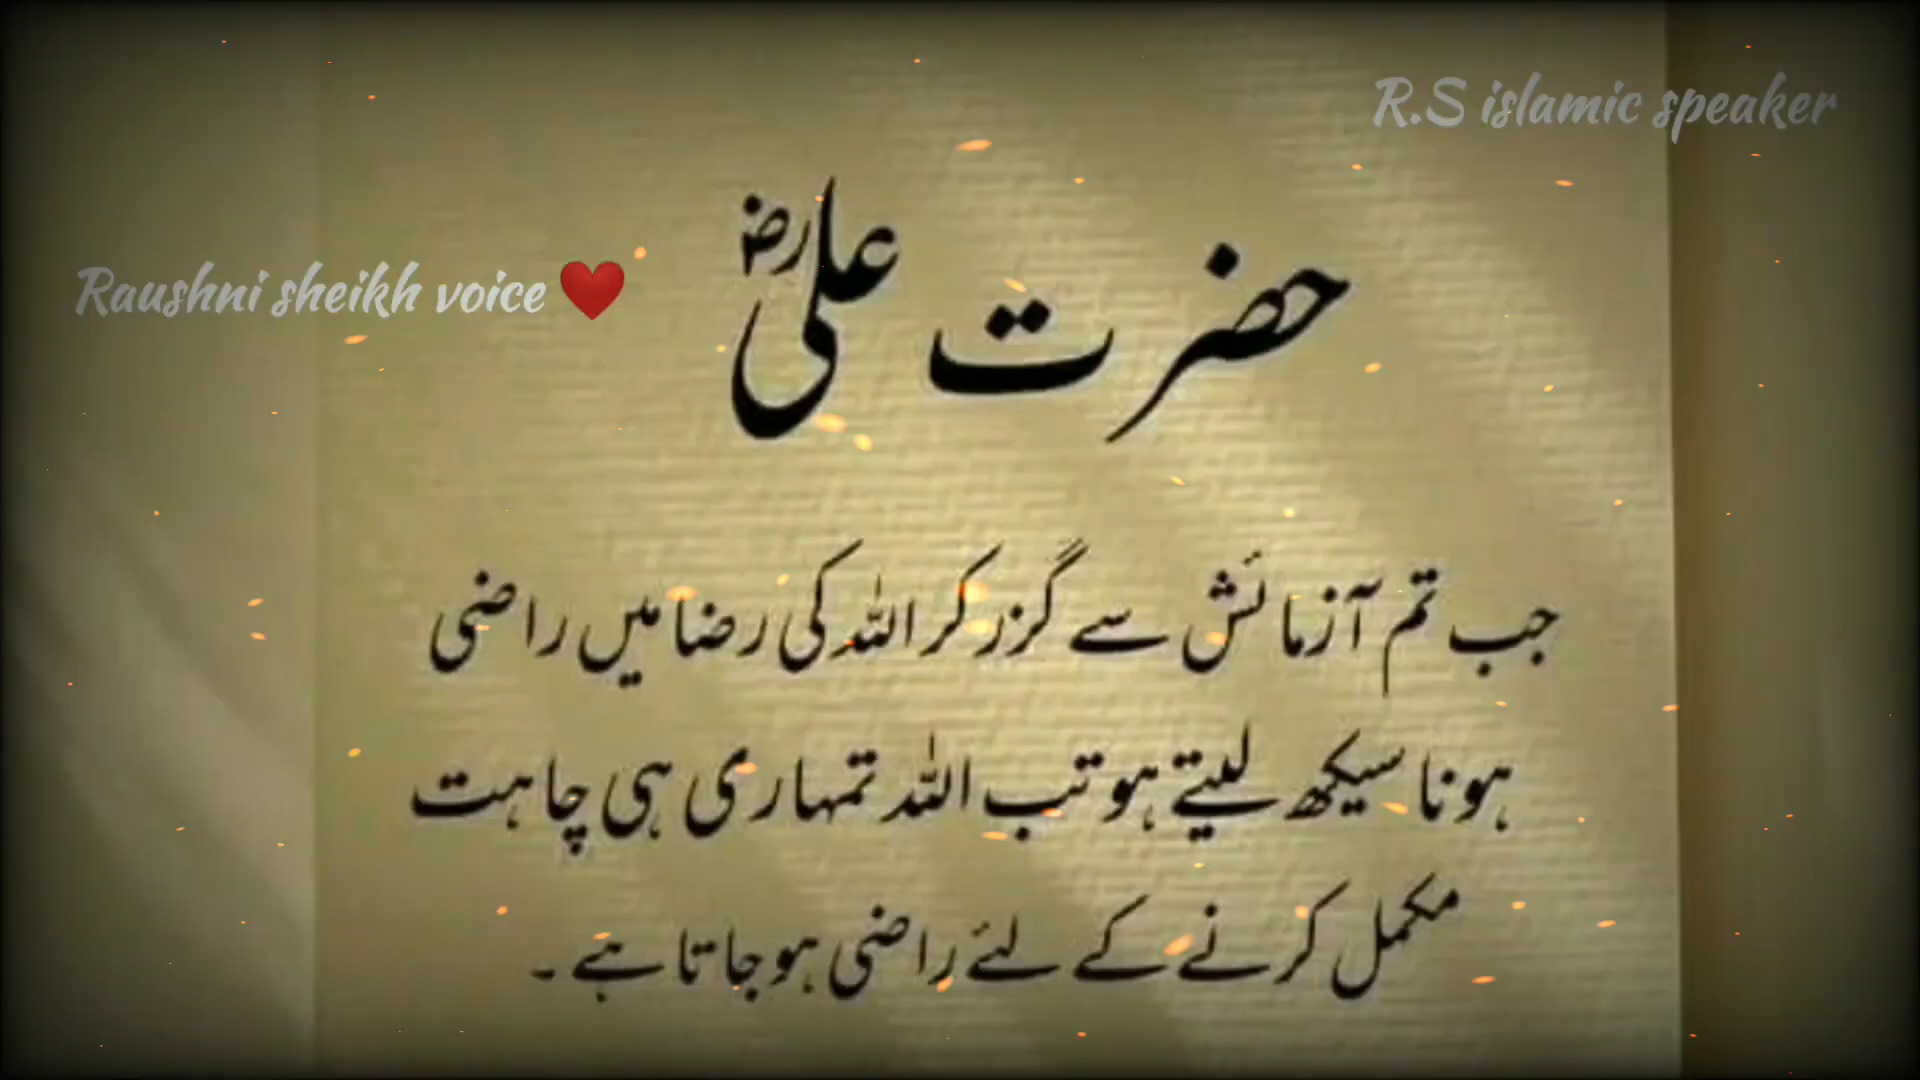 R.S islamic speaker
Raushni sheikh voice ❤️
حضرت علیؓ
جب تم آزمائش سے گزر کر اللہ کی رضا میں راضی
ہونا سیکھ لیتے ہو تب اللہ تمہاری ہی چاہت
مکمل کرنے کے لئے راضی ہو جاتا ہے ۔